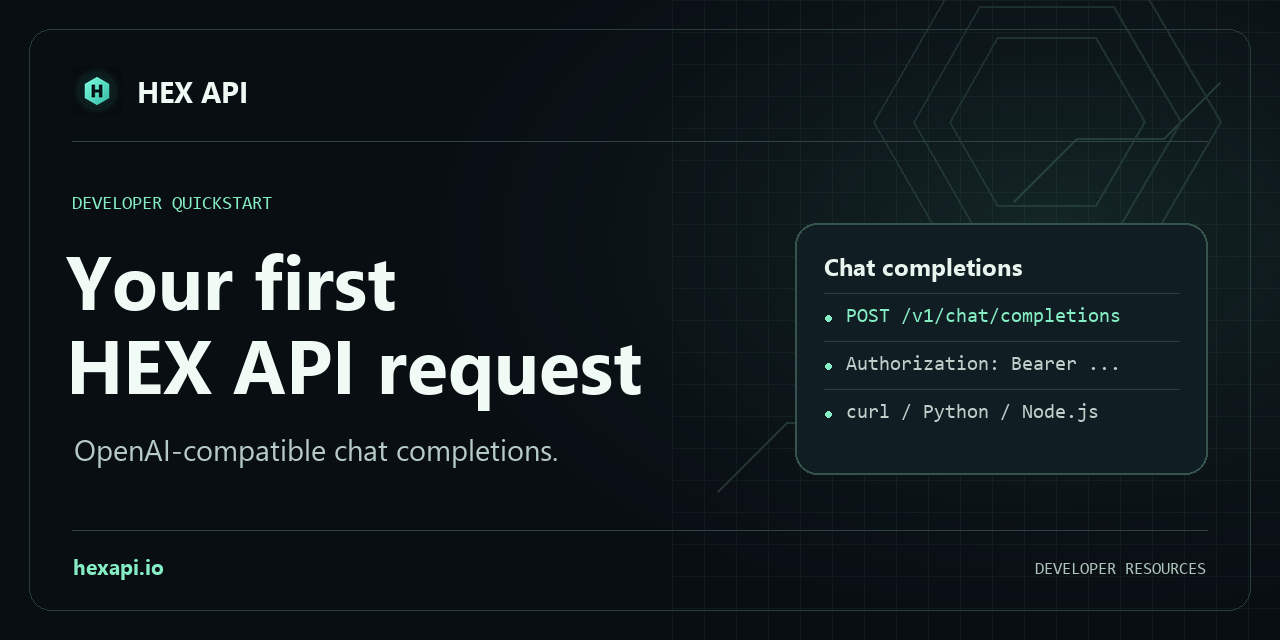 HEX API
DEVELOPER QUICKSTART
Your first
HEX API request
OpenAI-compatible chat completions.
Chat completions
POST /v1/chat/completions
Authorization: Bearer ...
curl / Python / Node.js
hexapi.io
DEVELOPER RESOURCES